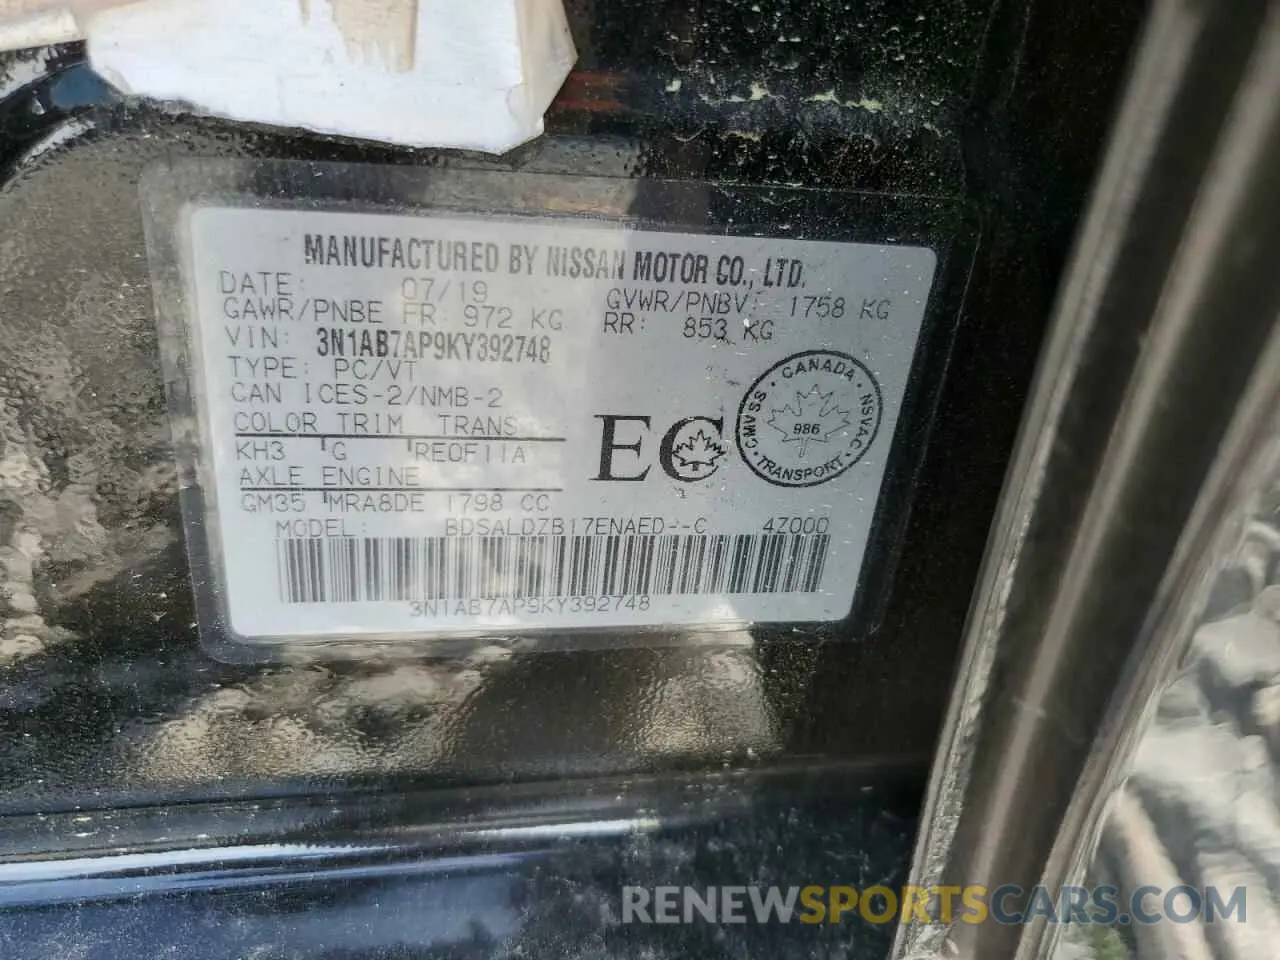 MANUFACTURED BY NISSAN MOTOR CO., LTD.
DATE: 07/19 GVWR/PNBV: 1758 KG
GAWR/PNBE FR: 972 KG RR: 853 KG
VIN: 3N1AB7AP9KY392748
TYPE: PC/VT
CAN ICES-2/NMB-2
COLOR TRIM TRANS
KH3 G RE0F11A
AXLE ENGINE
GM35 MRA8DE 1798 CC
EC
CANADA
CMVSS NSVAC
986
TRANSPORT
MODEL: BDSALDZB17ENAED--C 4Z000
3N1AB7AP9KY392748
RENEWSPORTSCARS.COM